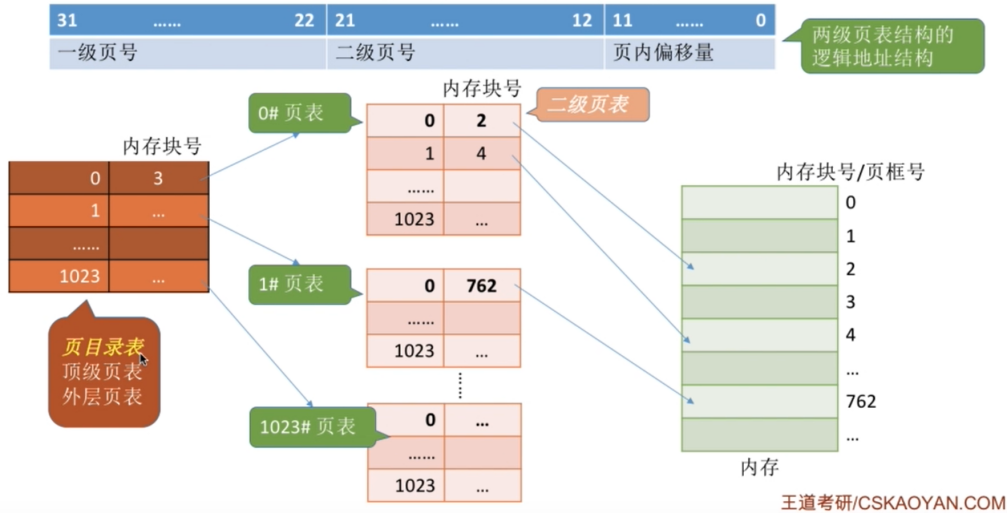 31 …… 22 21 …… 12 11 …… 0
一级页号 二级页号 页内偏移量
两级页表结构的
逻辑地址结构
内存块号
0 3
1 ...
……
1023 ...
页目录表
顶级页表
外层页表
0# 页表
内存块号
二级页表
0 2
1 4
……
1023 ...
1# 页表
0 762
……
1023 ...
1023# 页表
0 ...
……
1023 ...
内存块号/页框号
0
1
2
3
4
...
762
...
内存
王道考研/CSKAOYAN.COM